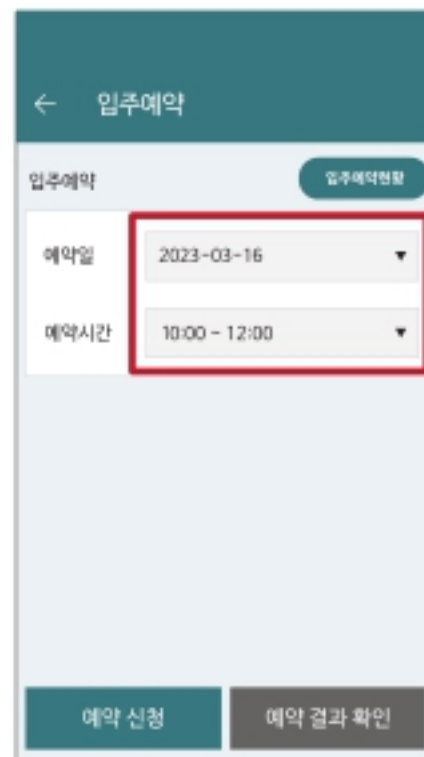 ← 입주예약
입주예약 입주예약현황
예약일 2023-03-16 ▼
예약시간 10:00 - 12:00 ▼
예약 신청 예약 결과 확인